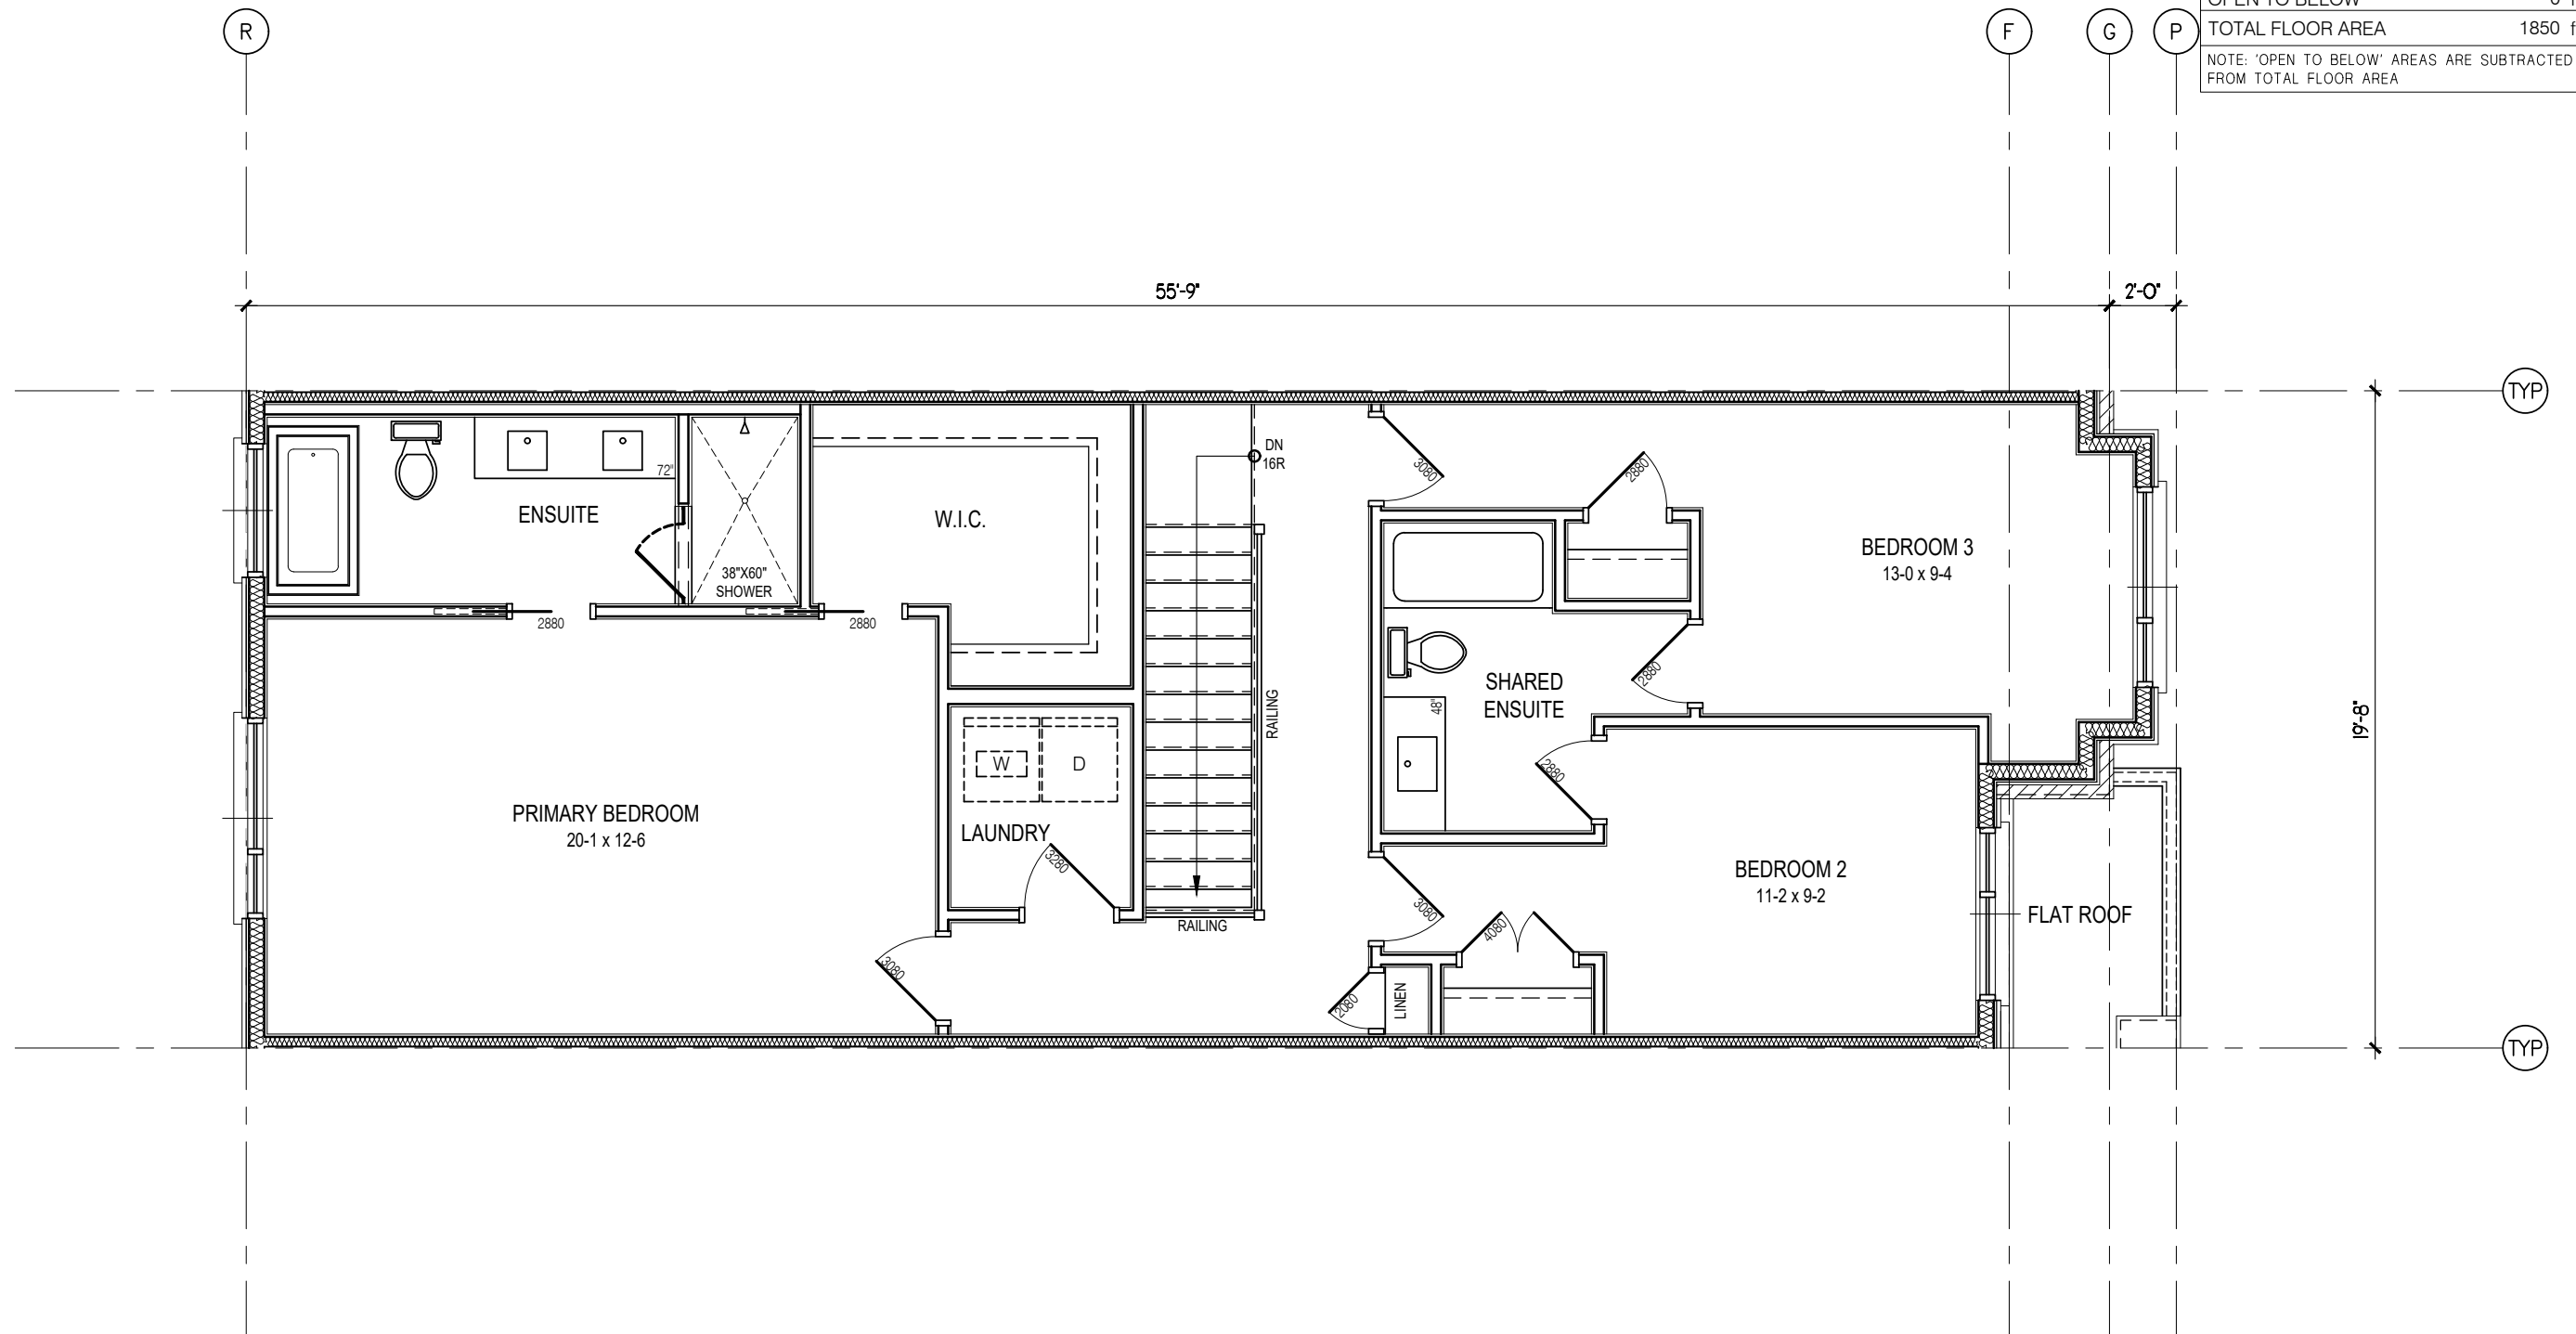 OPEN TO BELOW 0
TOTAL FLOOR AREA 1850 f
NOTE: 'OPEN TO BELOW' AREAS ARE SUBTRACTED
FROM TOTAL FLOOR AREA
R
F
G
P
55'-9"
2'-0"
TYP
72"
ENSUITE
38"X60"
SHOWER
W.I.C.
DN
16R
3080
2880
BEDROOM 3
13-0 x 9-4
2880
2880
2880
SHARED
ENSUITE
48"
RAILING
19'-8"
W
D
LAUNDRY
3280
PRIMARY BEDROOM
20-1 x 12-6
2880
BEDROOM 2
11-2 x 9-2
FLAT ROOF
RAILING
3080
4080
3080
2080
LINEN
TYP